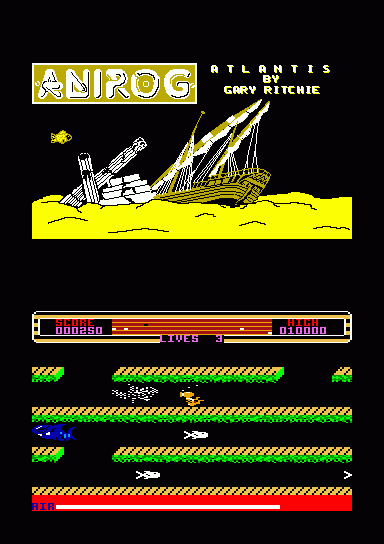 ANIROG
ATLANTIS
BY
GARY RITCHIE
SCORE HIGH
000250 010000
LIVES 3
AIR